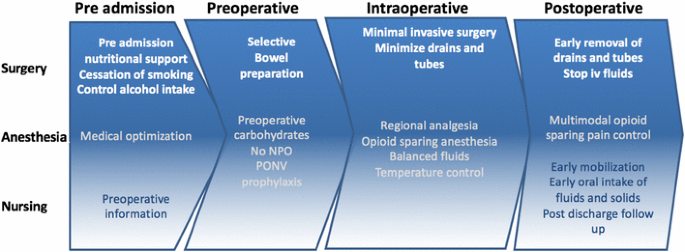 Pre admission
Preoperative
Intraoperative
Postoperative
Surgery
Pre admission
nutritional support
Cessation of smoking
Control alcohol intake
Selective
Bowel
preparation
Minimal invasive surgery
Minimize drains and
tubes
Early removal of
drains and tubes
Stop iv fluids
Anesthesia
Medical optimization
Preoperative
carbohydrates
No NPO
PONV
prophylaxis
Regional analgesia
Opioid sparing anesthesia
Balanced fluids
Temperature control
Multimodal opioid
sparing pain control
Nursing
Preoperative
information
Early mobilization
Early oral intake of
fluids and solids
Post discharge follow
up